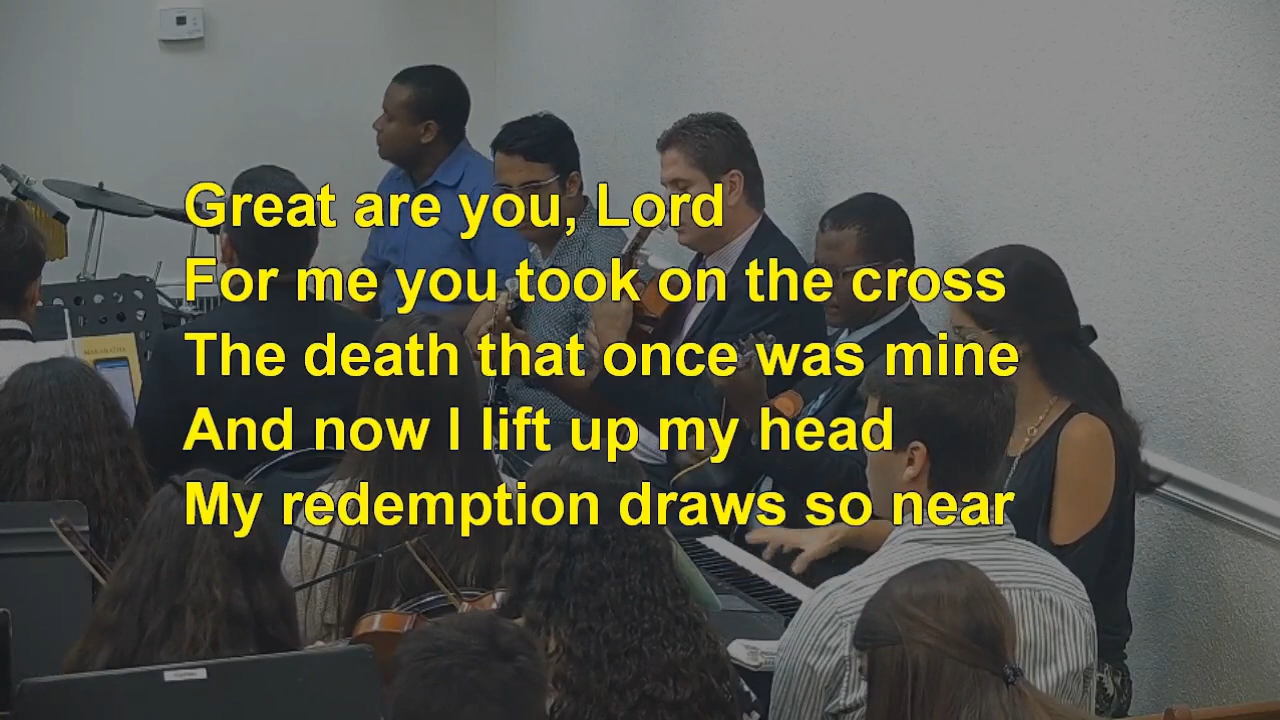 Great are you, Lord
For me you took on the cross
The death that once was mine
And now I lift up my head
My redemption draws so near
MARANATHA